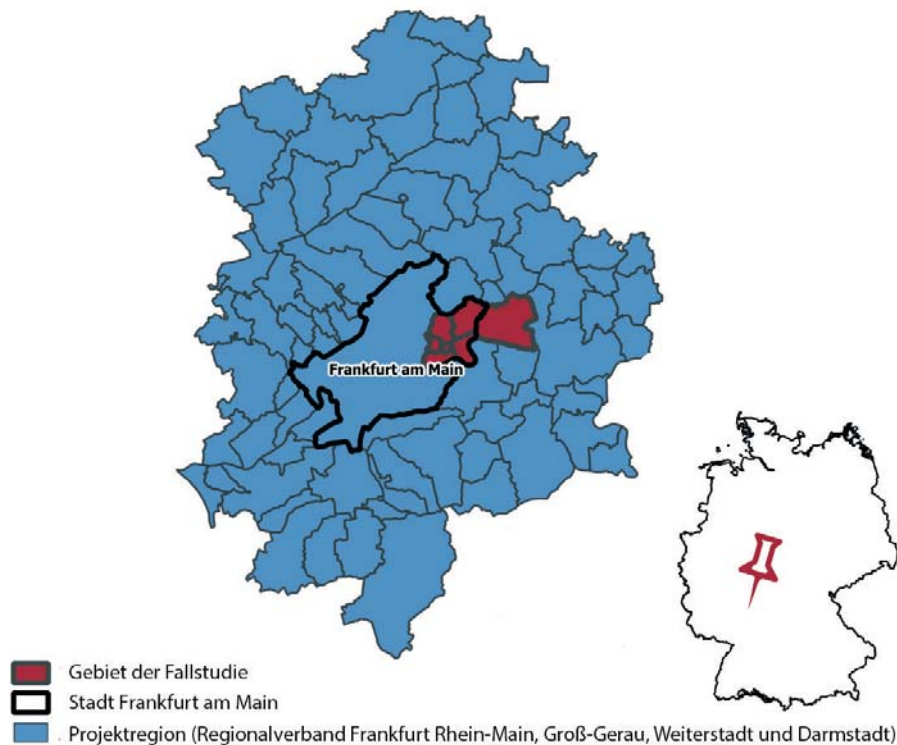 Frankfurt am Main
Gebiet der Fallstudie
Stadt Frankfurt am Main
Projektregion (Regionalverband Frankfurt Rhein-Main, Groß-Gerau, Weiterstadt und Darmstadt)